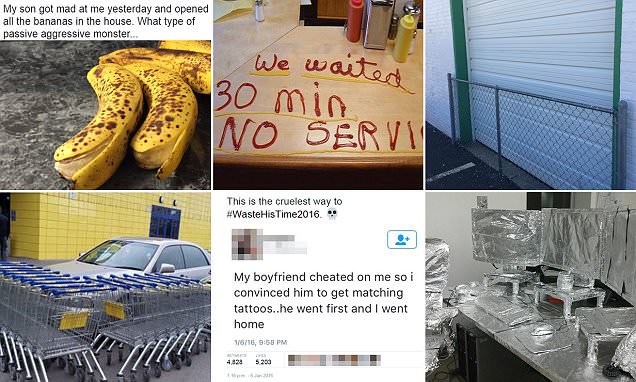 My son got mad at me yesterday and opened
all the bananas in the house. What type of
passive aggressive monster...
We waited
30 min
NO SERVI
This is the cruelest way to
#WasteHisTime2016. 💀
My boyfriend cheated on me so i
convinced him to get matching
tattoos..he went first and I went
home
1/6/16, 9:58 PM
RETWEETS LIKES
4,828 5,203